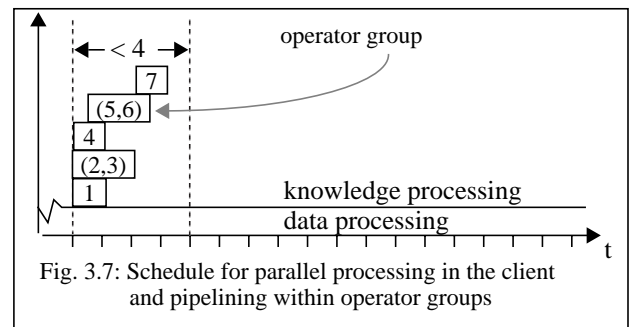 < 4
operator group
7
(5,6)
4
(2,3)
1
knowledge processing
data processing
t
Fig. 3.7: Schedule for parallel processing in the client
and pipelining within operator groups